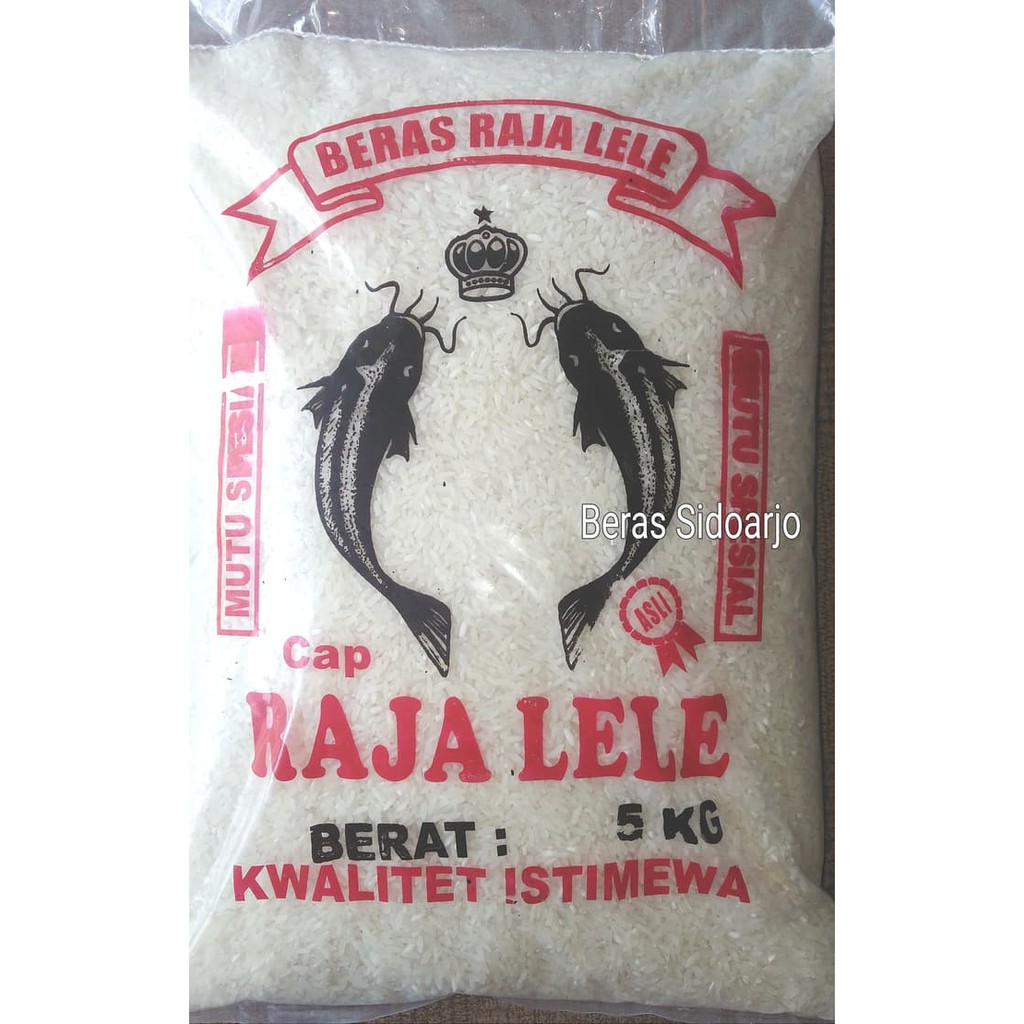 BERAS RAJA LELE
MUTU SPESIAL
MUTU SPESIAL
Beras Sidoarjo
ASLI
Cap
RAJA LELE
BERAT : 5 KG
KWALITET ISTIMEWA